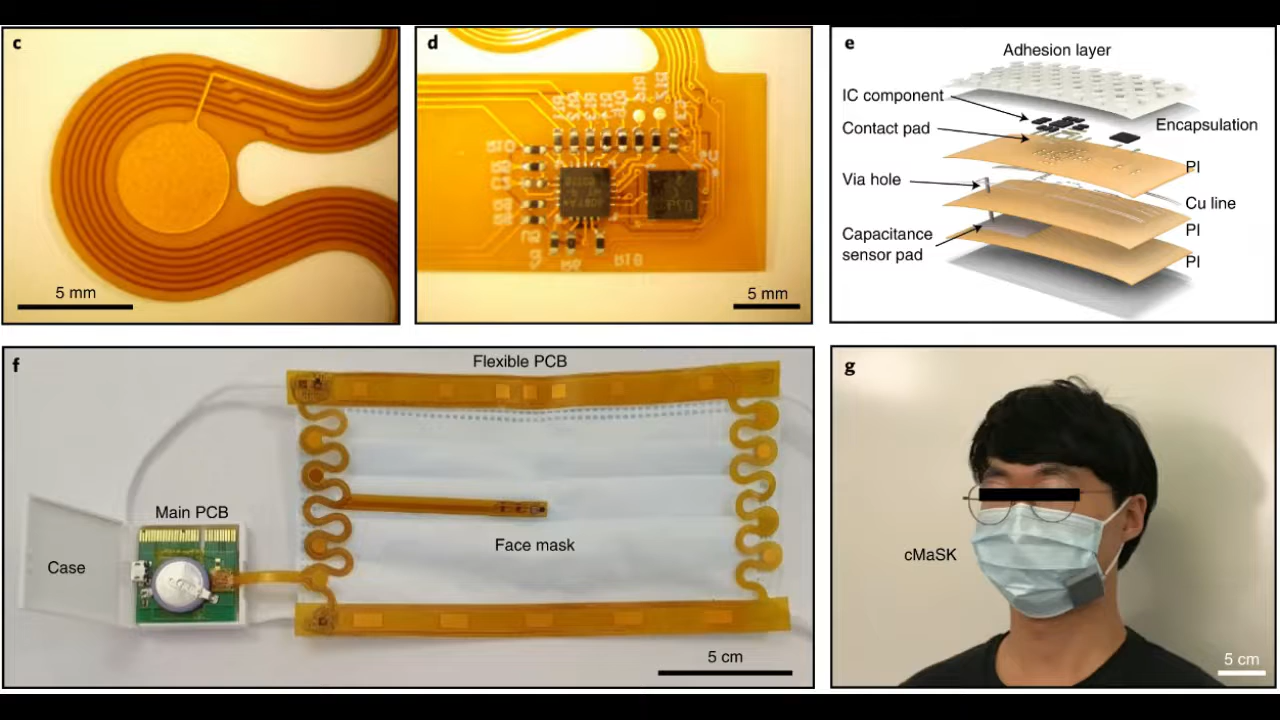 c
5 mm
d
5 mm
e
Adhesion layer
IC component
Encapsulation
Contact pad
PI
Via hole
Cu line
PI
Capacitance
sensor pad
PI
f
Flexible PCB
Main PCB
Face mask
Case
5 cm
g
cMaSK
5 cm